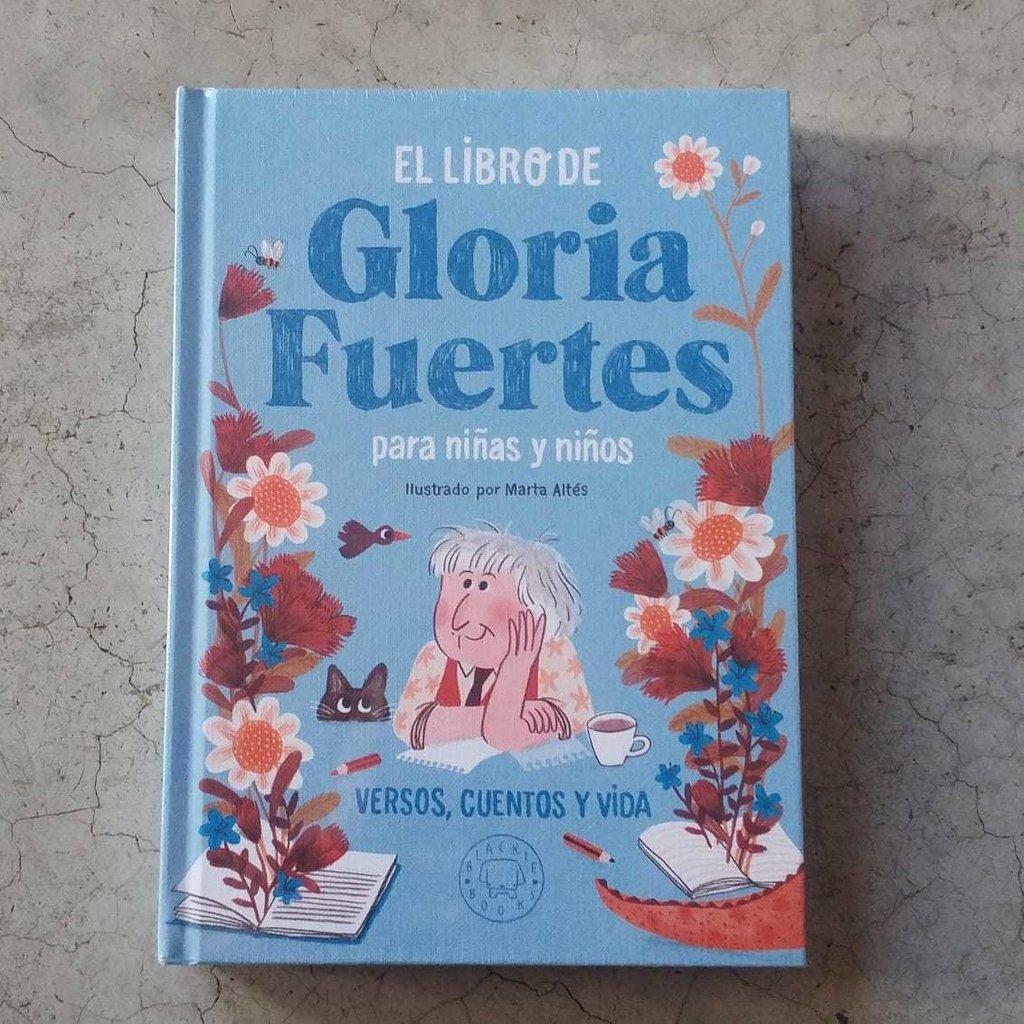 EL LIBRO DE
Gloria
Fuertes
para niñas y niños
Ilustrado por Marta Altés
VERSOS, CUENTOS Y VIDA
BLACKIE BOOKS